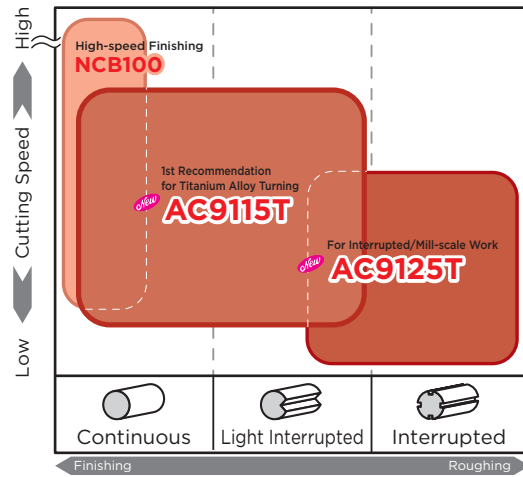 High
Cutting Speed
Low
High-speed Finishing
NCB100
1st Recommendation
for Titanium Alloy Turning
New
AC9115T
For Interrupted/Mill-scale Work
New
AC9125T
Continuous
Light Interrupted
Interrupted
Finishing
Roughing